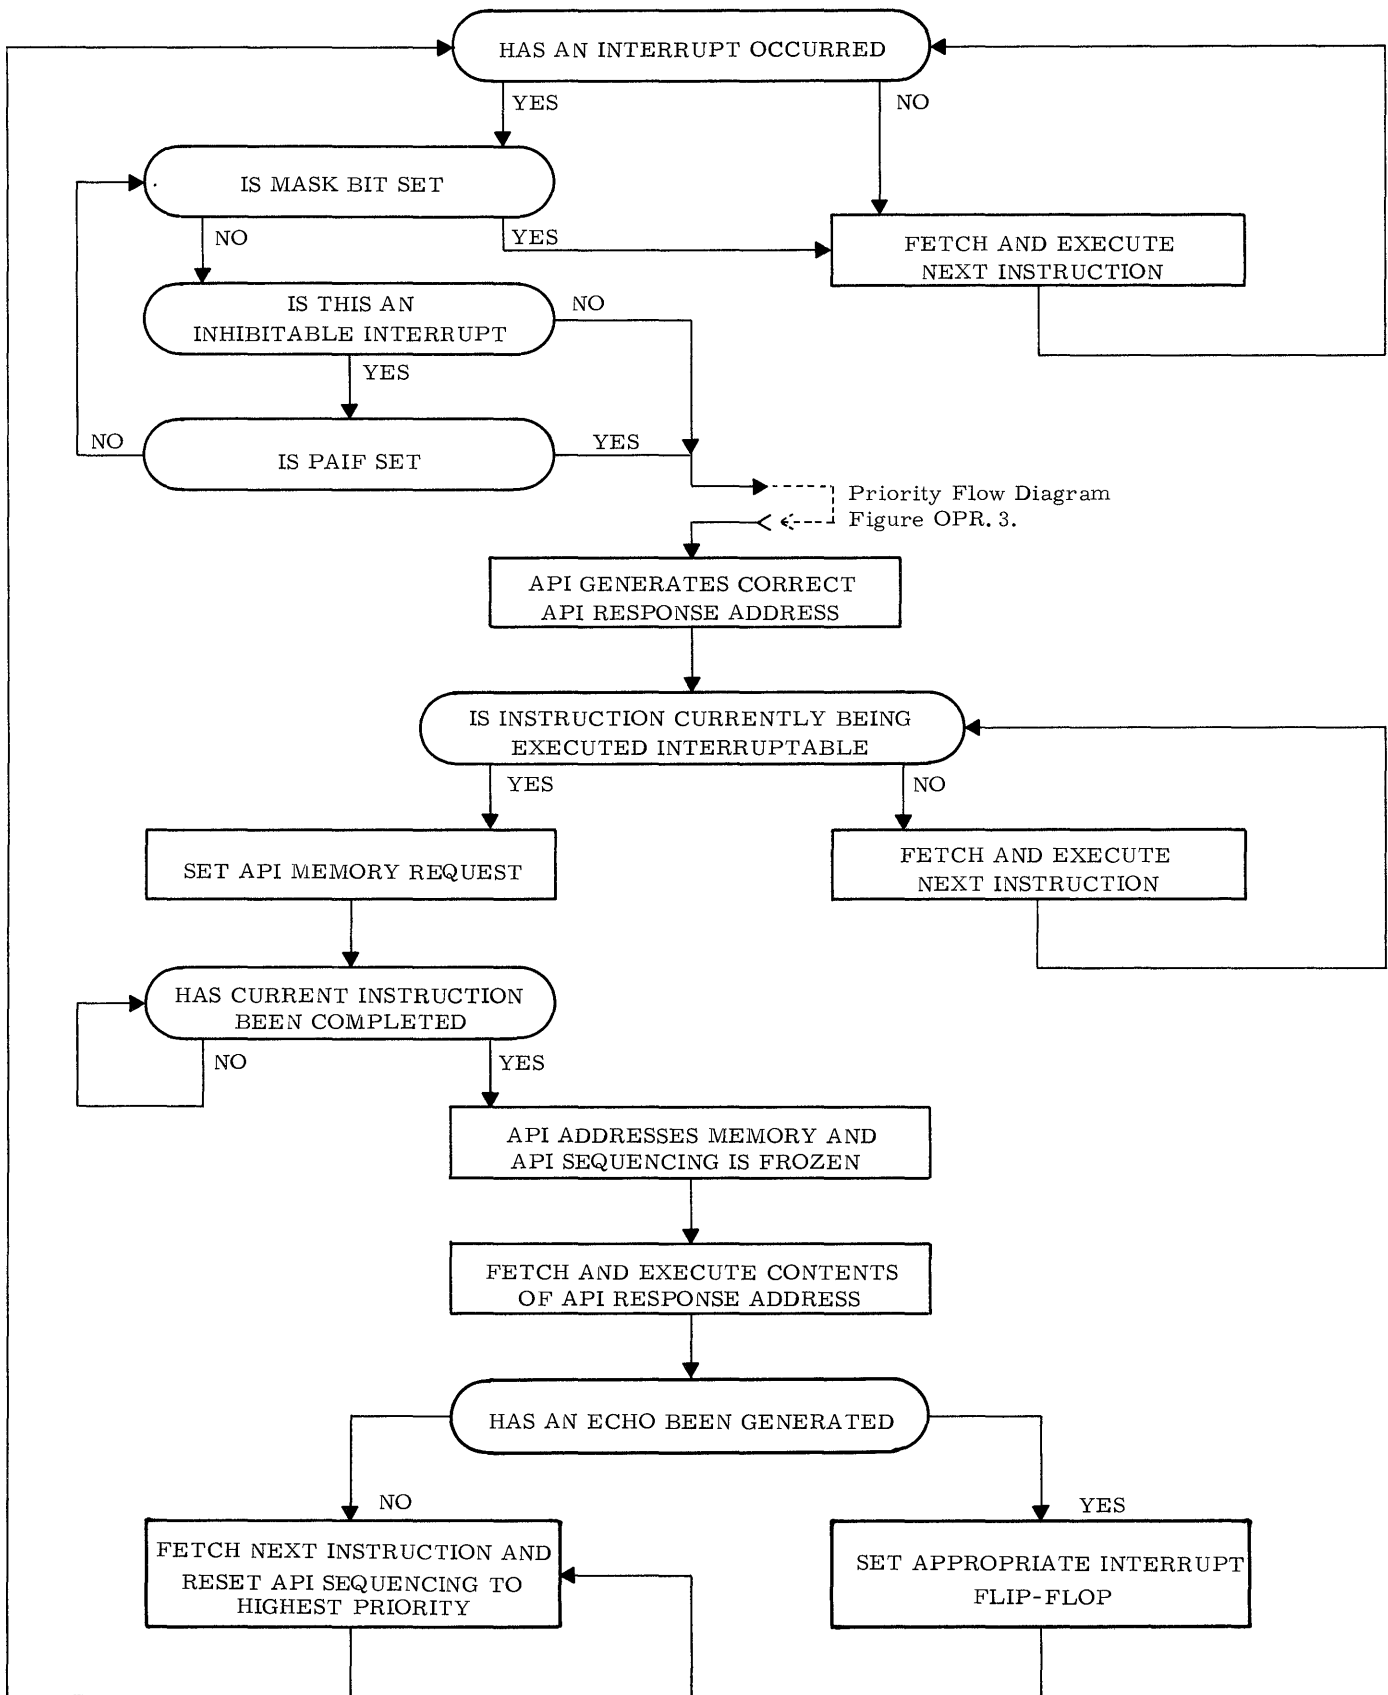 HAS AN INTERRUPT OCCURRED
YES
NO
IS MASK BIT SET
NO
YES
FETCH AND EXECUTE
NEXT INSTRUCTION
IS THIS AN
INHIBITABLE INTERRUPT
NO
YES
NO
IS PAIF SET
YES
Priority Flow Diagram
Figure OPR. 3.
API GENERATES CORRECT
API RESPONSE ADDRESS
IS INSTRUCTION CURRENTLY BEING
EXECUTED INTERRUPTABLE
YES
NO
SET API MEMORY REQUEST
FETCH AND EXECUTE
NEXT INSTRUCTION
HAS CURRENT INSTRUCTION
BEEN COMPLETED
NO
YES
API ADDRESSES MEMORY AND
API SEQUENCING IS FROZEN
FETCH AND EXECUTE CONTENTS
OF API RESPONSE ADDRESS
HAS AN ECHO BEEN GENERATED
NO
YES
FETCH NEXT INSTRUCTION AND
RESET API SEQUENCING TO
HIGHEST PRIORITY
SET APPROPRIATE INTERRUPT
FLIP-FLOP